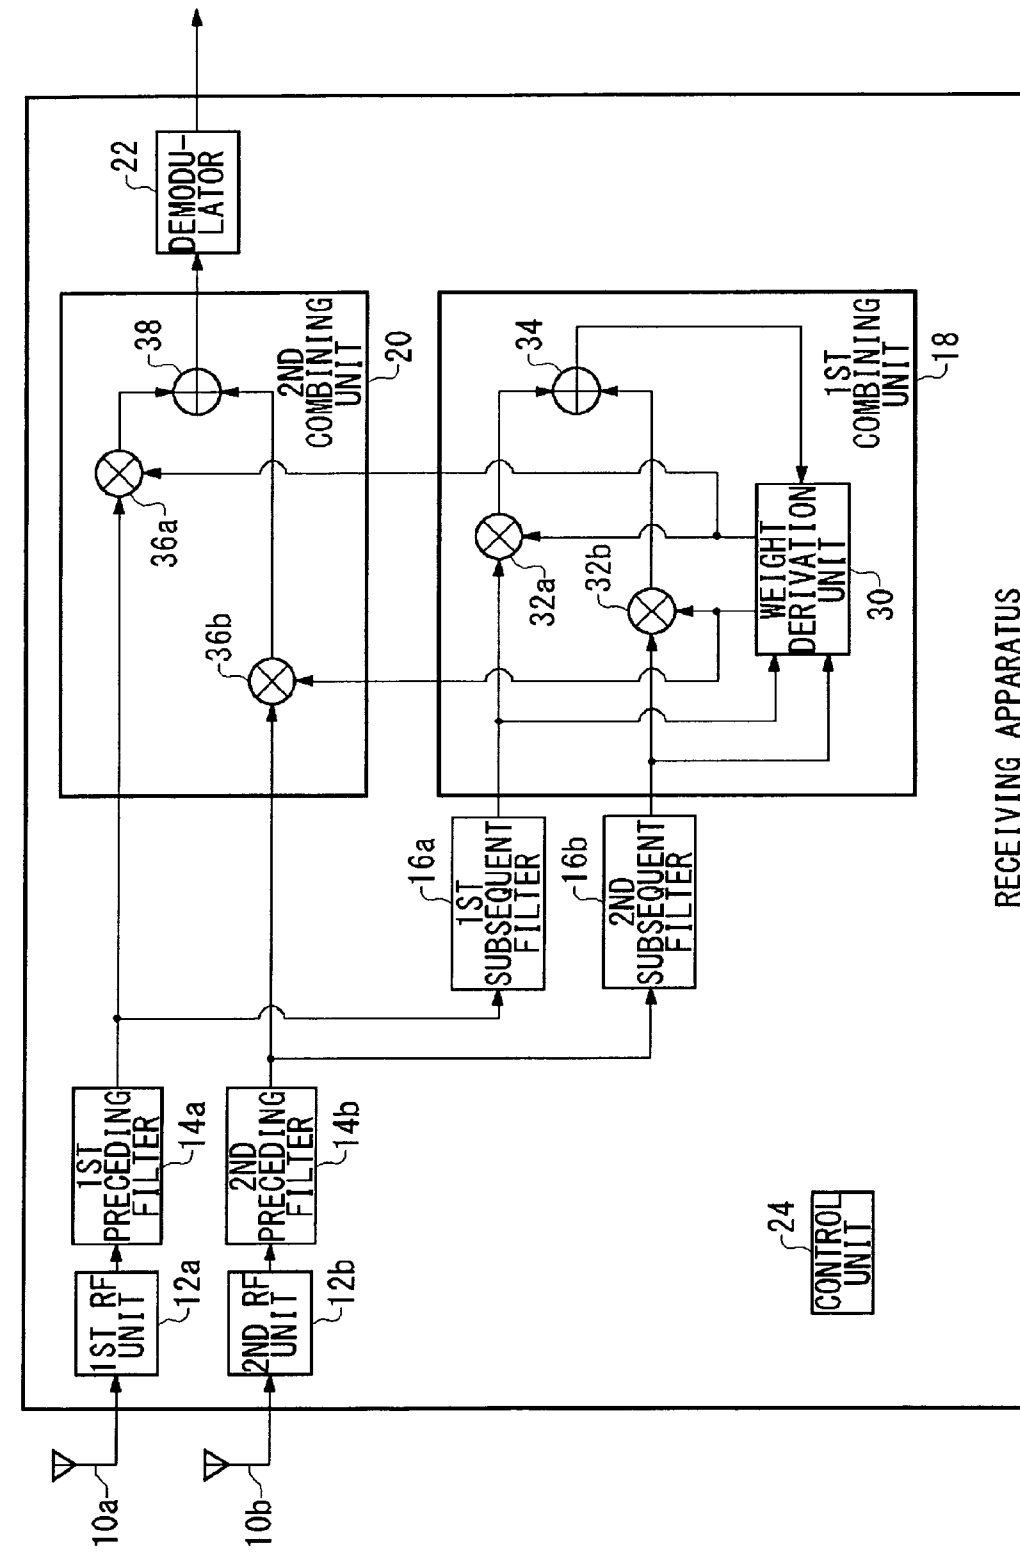 10a
10b
1ST RF
UNIT
12a
2ND RF
UNIT
12b
1ST
PRECEDING
FILTER
14a
2ND
PRECEDING
FILTER
14b
1ST
SUBSEQUENT
FILTER
16a
2ND
SUBSEQUENT
FILTER
16b
36a
36b
38
2ND
COMBINING
UNIT
20
DEMODU-
LATOR
22
32a
32b
34
WEIGHT
DERIVATION
UNIT
30
1ST
COMBINING
UNIT
18
CONTROL
UNIT
24
RECEIVING APPARATUS